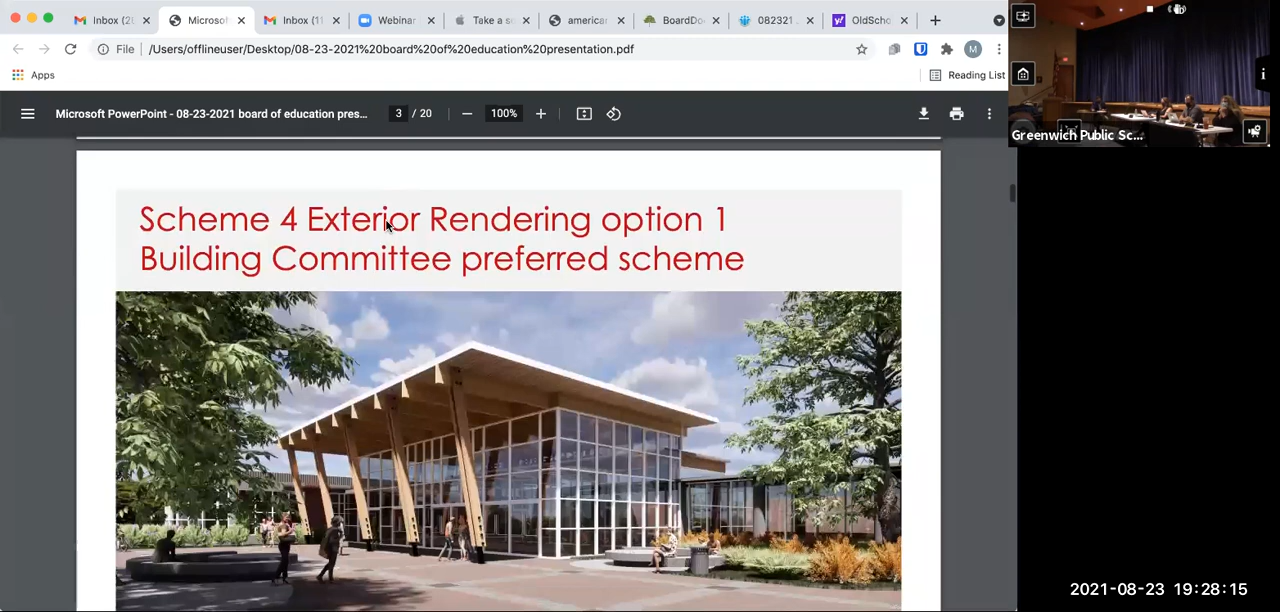 Inbox (2(
Microsof
Inbox (1
Webinar
Take a s
american
BoardDo
082321.
OldScho
File
/Users/offlineuser/Desktop/08-23-2021%20board%20of%20education%20presentation.pdf
M
Apps
Reading List
Microsoft PowerPoint - 08-23-2021 board of education pres...
3 / 20
100%
Greenwich Public Sc...
Scheme 4 Exterior Rendering option 1
Building Committee preferred scheme
2021-08-23 19:28:15